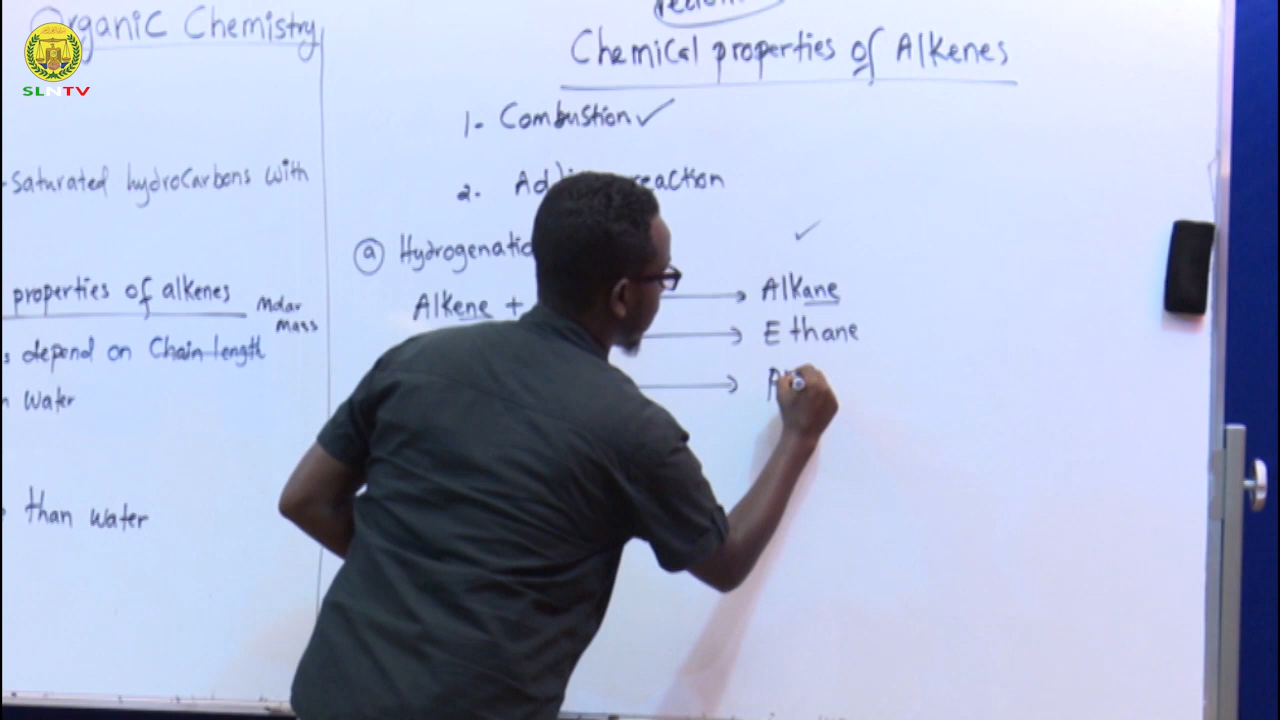 SLNTV
Organic Chemistry
-Saturated hydrocarbons with
properties of alkenes
Molar
mass
s depend on Chain length
Water
than water
Chemical properties of Alkenes
1- Combustion ✓
2. reaction
ⓐ Hydrogenatio
✓
Alkene + → Alkane
→ Ethane
→